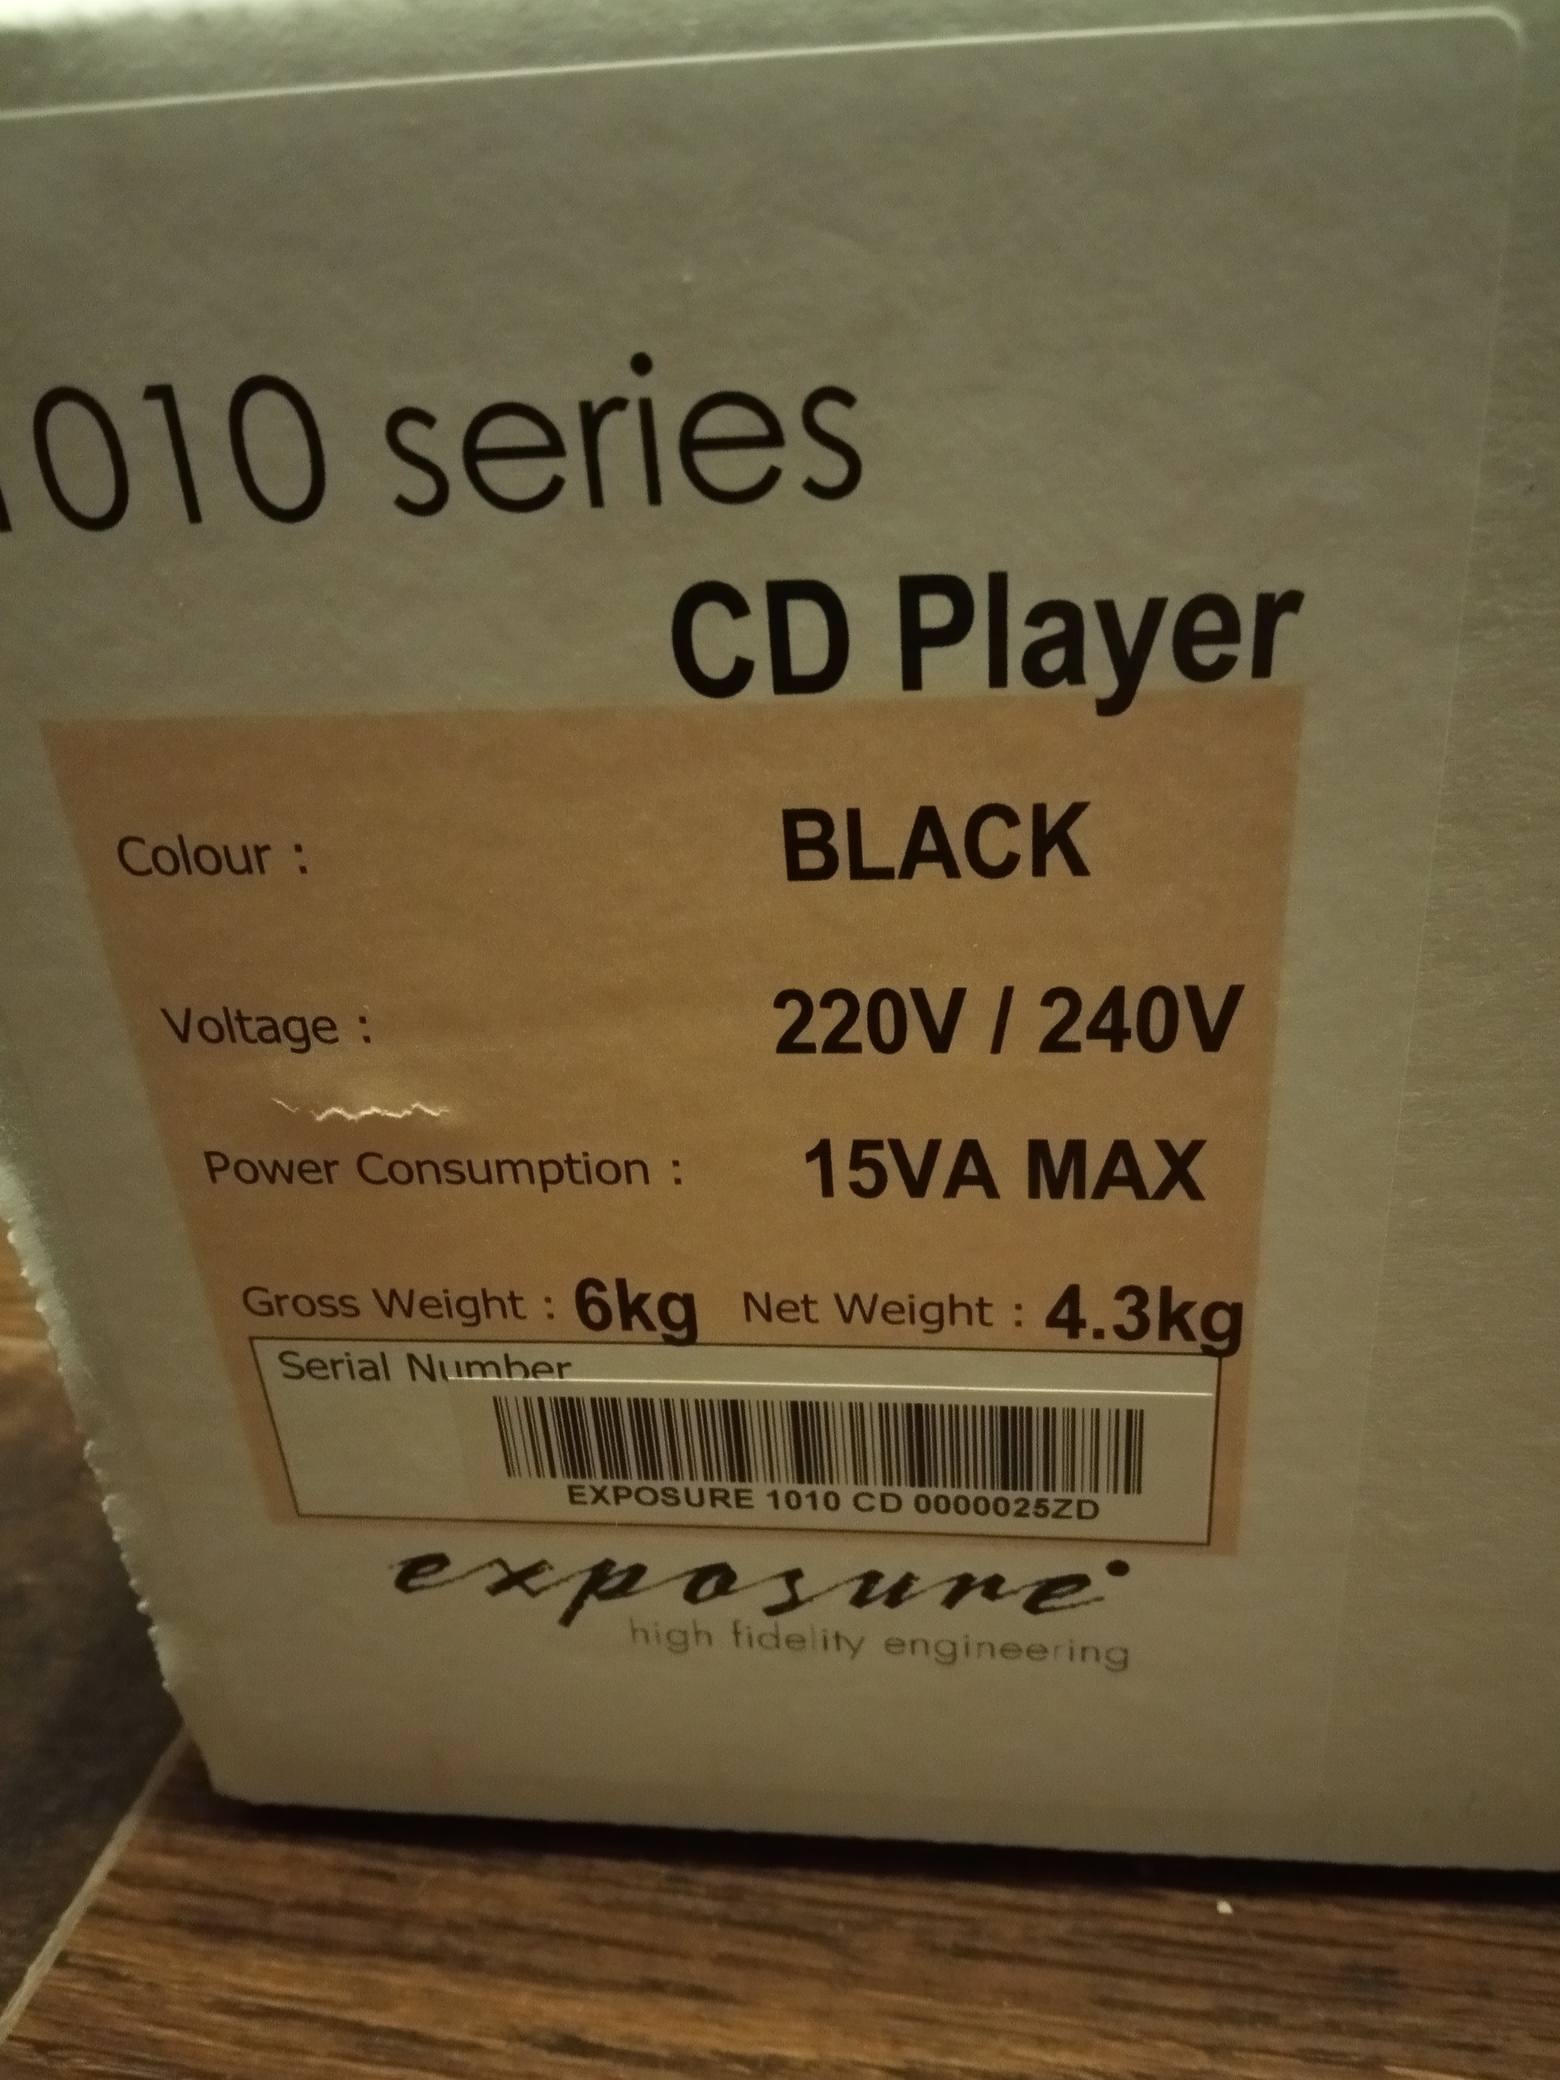 1010 series
CD Player
Colour : BLACK
Voltage : 220V / 240V
Power Consumption : 15VA MAX
Gross Weight : 6kg Net Weight : 4.3kg
Serial Number
EXPOSURE 1010 CD 0000025ZD
exposure
high fidelity engineering